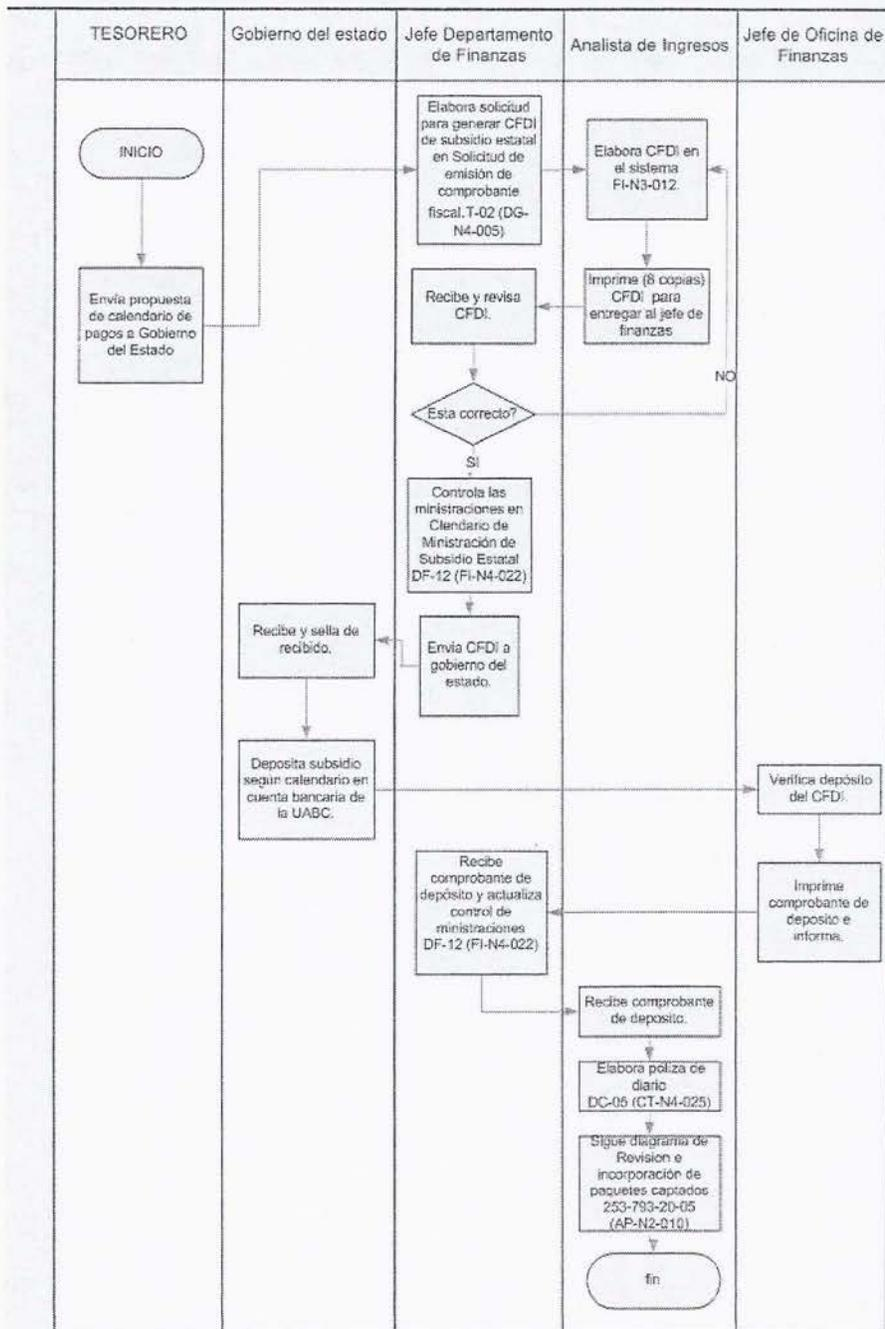 TESORERO
Gobierno del estado
Jefe Departamento
de Finanzas
Analista de Ingresos
Jefe de Oficina de
Finanzas
INICIO
Envía propuesta
de calendario de
pagos a Gobierno
del Estado
Elabora solicitud
para generar CFDI
de subsidio estatal
en Solicitud de
emisión de
comprobante
fiscal.T-02 (DG-
N4-005)
Elabora CFDI en
el sistema
FI-N3-012.
Imprime (8 copias)
CFDI para
entregar al jefe de
finanzas
Recibe y revisa
CFDI.
NO
Esta correcto?
SI
Controla las
ministraciones en
Clendario de
Ministración de
Subsidio Estatal
DF-12 (FI-N4-022)
Envia CFDI a
gobierno del
estado.
Recibe y sella de
recibido.
Deposita subsidio
según calendario en
cuenta bancaria de
la UABC.
Verifica depósito
del CFDI.
Imprime
comprobante de
deposito e
informa.
Recibe
comprobante de
depósito y actualiza
control de
ministraciones
DF-12 (FI-N4-022)
Recibe comprobante
de deposito.
Elabora póliza de
diario
DC-05 (CT-N4-025)
Sigue diagrama de
Revision e
incorporación de
paquetes captados
253-793-20-05
(AP-N2-010)
fin